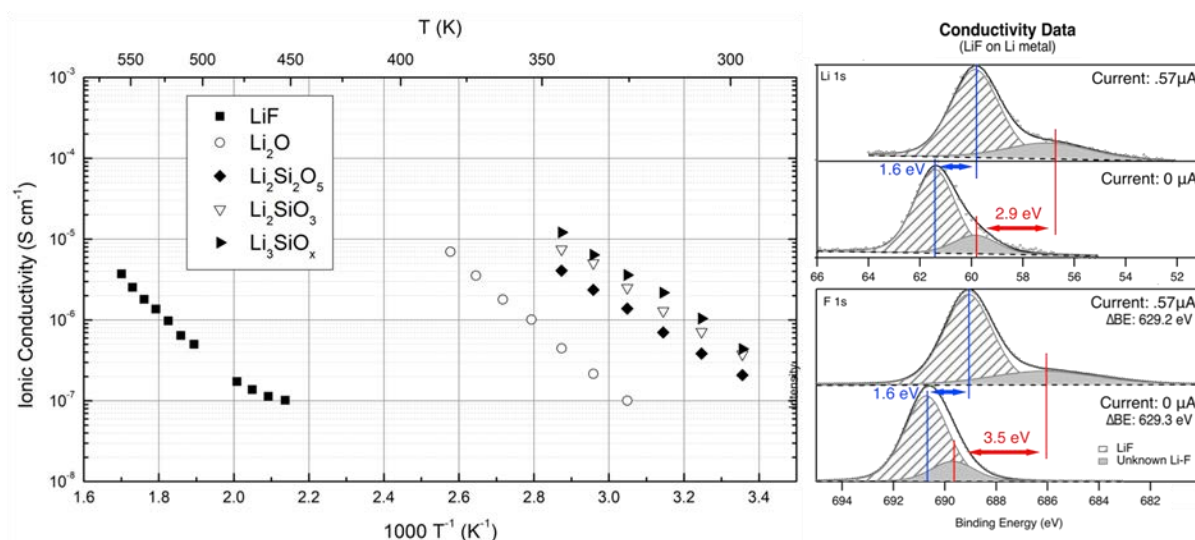 T (K)
550
500
450
400
350
300
10⁻³
10⁻⁴
10⁻⁵
10⁻⁶
10⁻⁷
10⁻⁸
Ionic Conductivity (S cm⁻¹)
LiF
Li₂O
Li₂Si₂O₅
Li₂SiO₃
Li₃SiOₓ
1.6 1.8 2.0 2.2 2.4 2.6 2.8 3.0 3.2 3.4
1000 T⁻¹ (K⁻¹)
Conductivity Data
(LiF on Li metal)
Li 1s
Current: .57µA
1.6 eV
Current: 0 µA
2.9 eV
66 64 62 60 58 56 54 52
F 1s
Current: .57µA
ΔBE: 629.2 eV
1.6 eV
Current: 0 µA
ΔBE: 629.3 eV
3.5 eV
LiF
Unknown Li-F
694 692 690 688 686 684 682
Binding Energy (eV)
Intensity